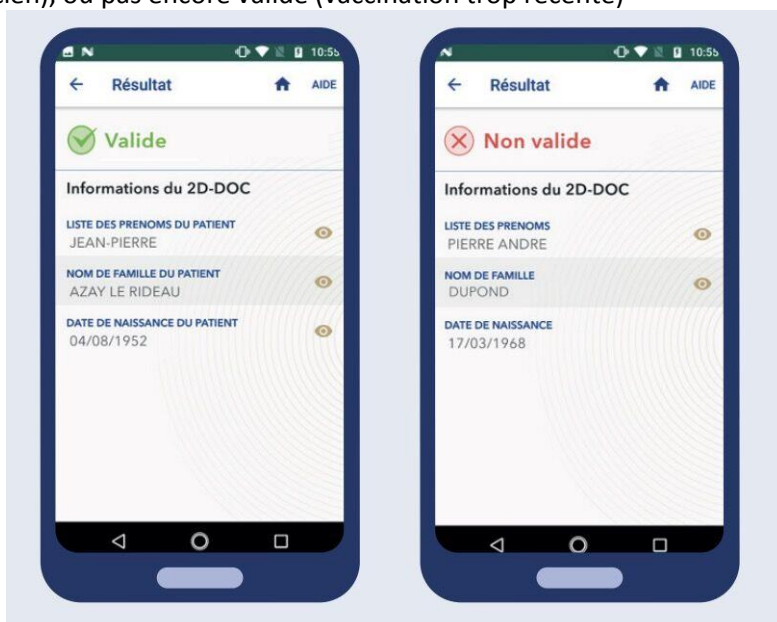 cien), ou pas encore valide (vaccination trop récente)
10:55
Résultat
AIDE
Valide
Informations du 2D-DOC
LISTE DES PRENOMS DU PATIENT
JEAN-PIERRE
NOM DE FAMILLE DU PATIENT
AZAY LE RIDEAU
DATE DE NAISSANCE DU PATIENT
04/08/1952
10:55
Résultat
AIDE
Non valide
Informations du 2D-DOC
LISTE DES PRENOMS
PIERRE ANDRE
NOM DE FAMILLE
DUPOND
DATE DE NAISSANCE
17/03/1968